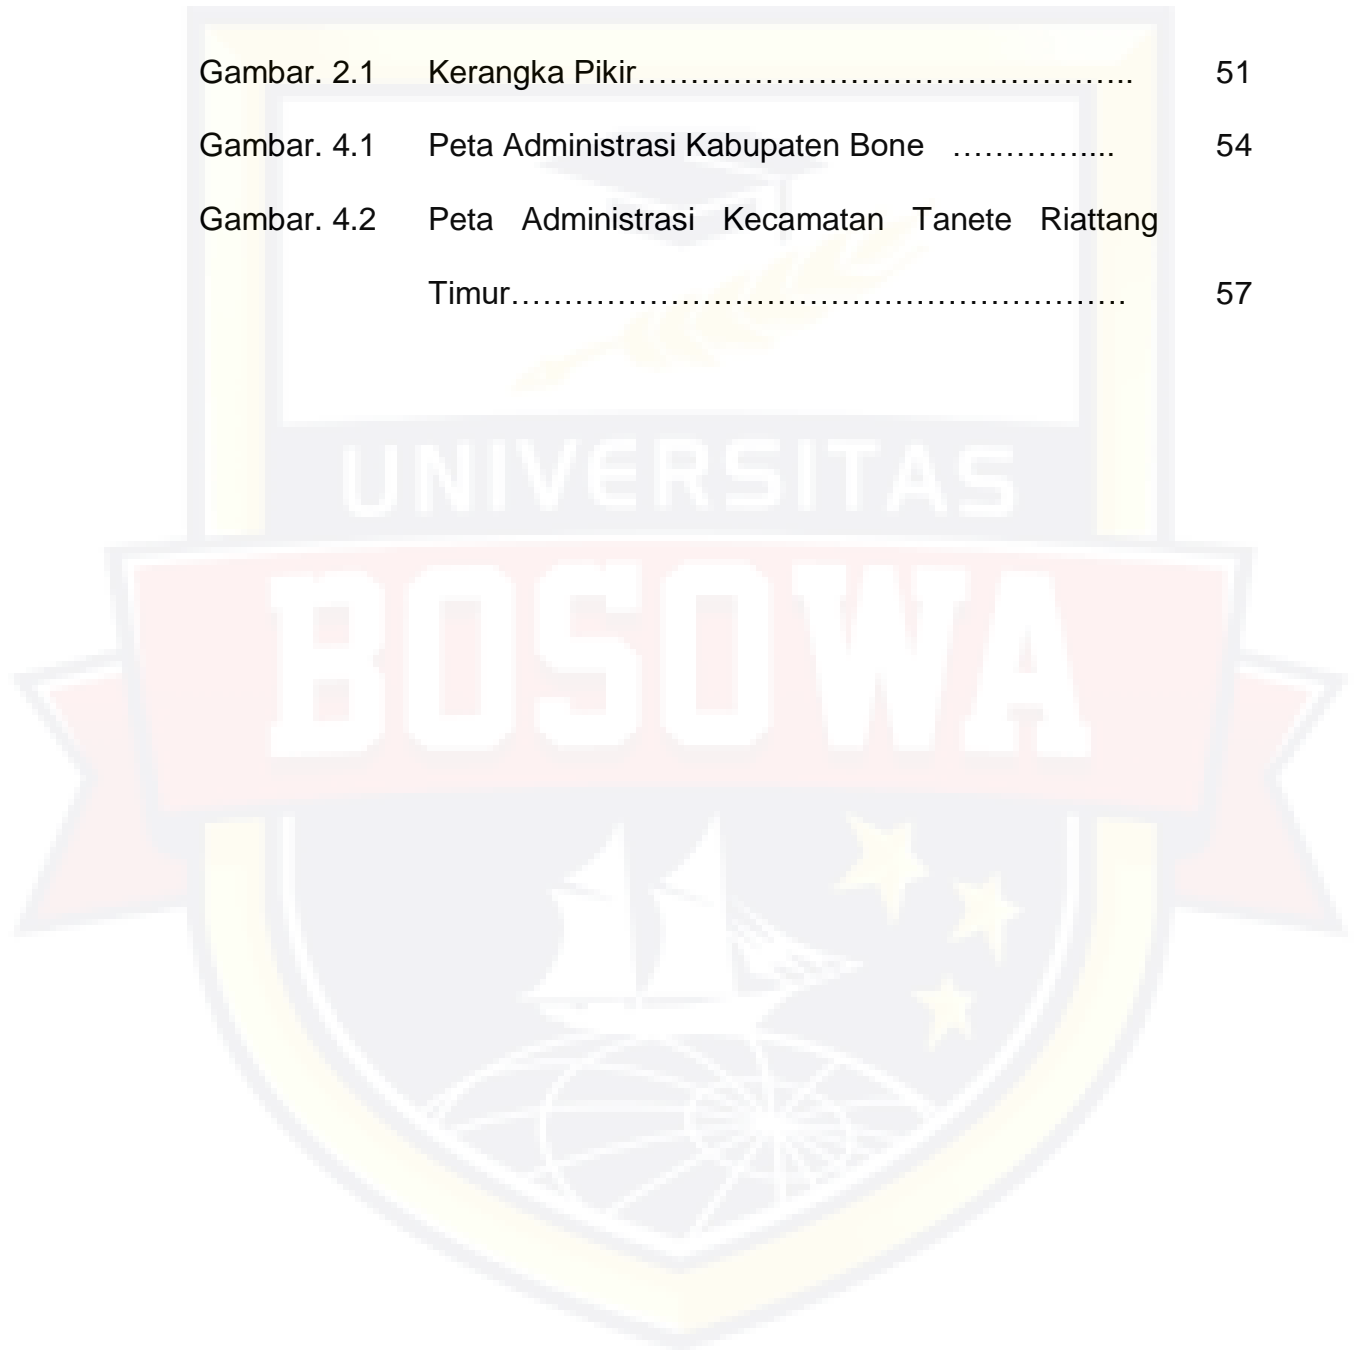 Gambar. 2.1 Kerangka Pikir……………………………………….. 51
Gambar. 4.1 Peta Administrasi Kabupaten Bone ………….... 54
Gambar. 4.2 Peta Administrasi Kecamatan Tanete Riattang
Timur………………………………………………… 57
UNIVERSITAS
BOSOWA